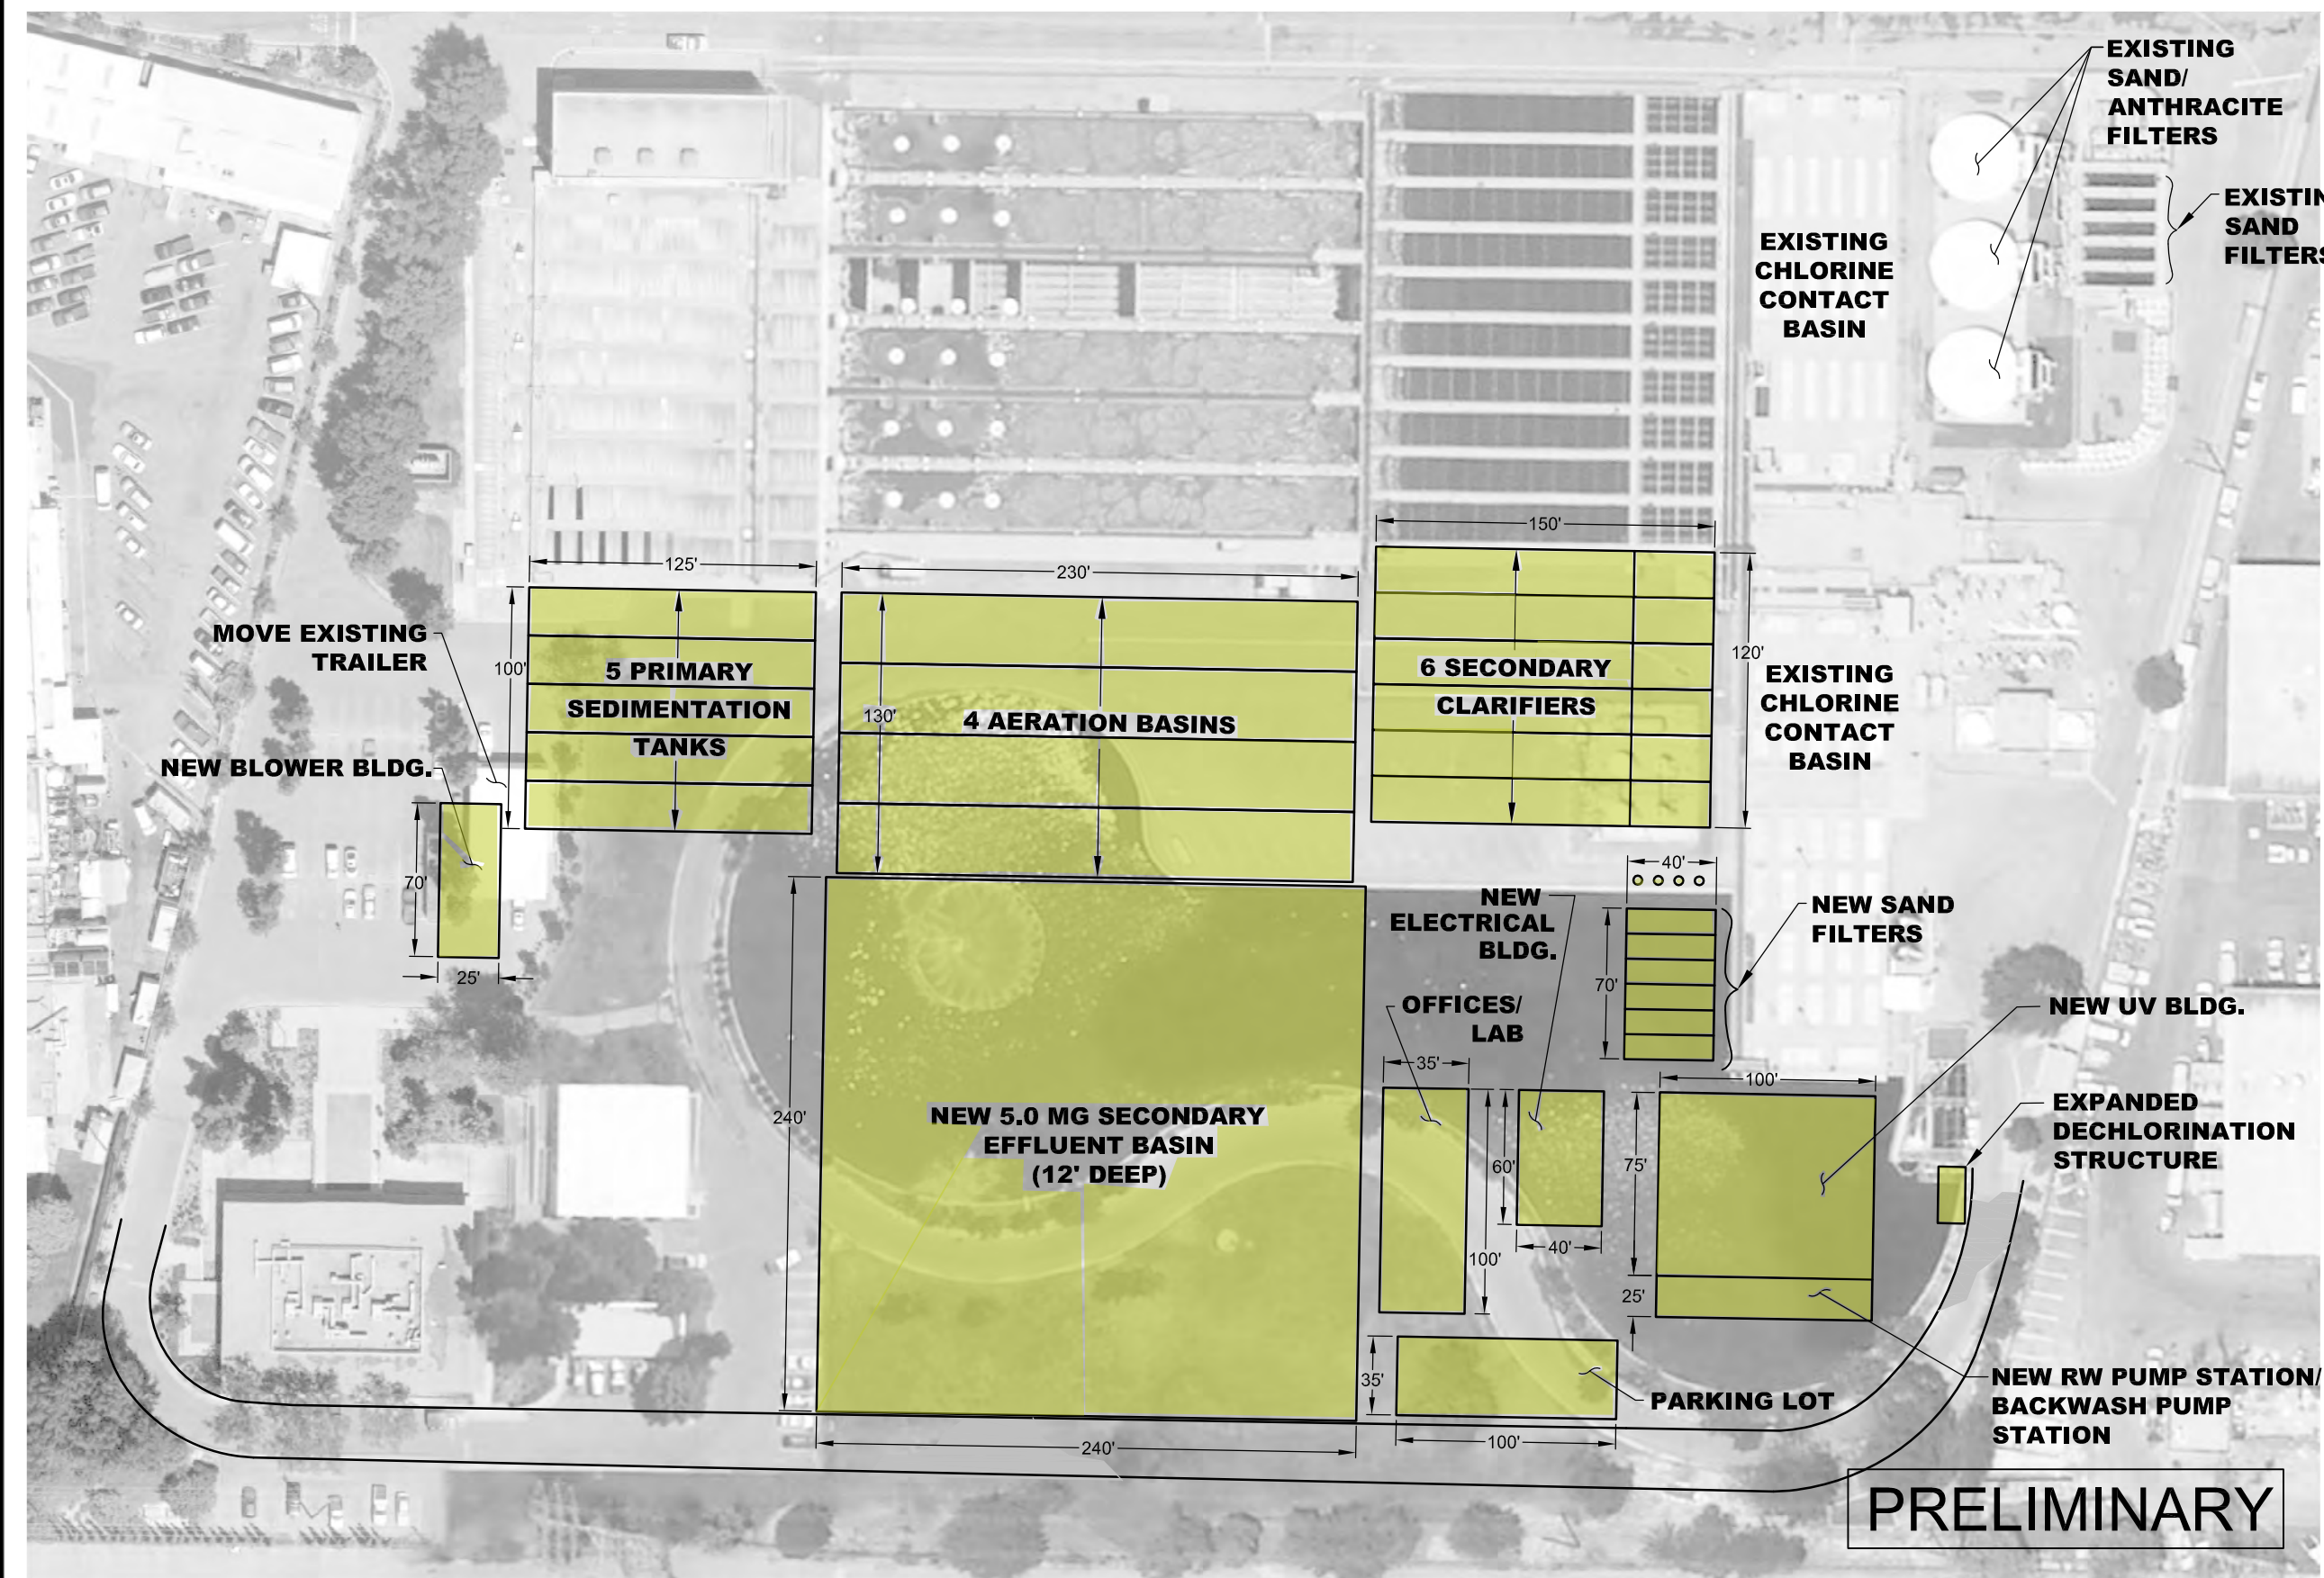 EXISTING
SAND/
ANTHRACITE
FILTERS
EXISTIN
SAND
FILTERS
EXISTING
CHLORINE
CONTACT
BASIN
150'
125'
230'
MOVE EXISTING
TRAILER
100'
5 PRIMARY
SEDIMENTATION
TANKS
130'
4 AERATION BASINS
6 SECONDARY
CLARIFIERS
120'
EXISTING
CHLORINE
CONTACT
BASIN
NEW BLOWER BLDG.
70'
25'
40'
NEW
ELECTRICAL
BLDG.
NEW SAND
FILTERS
70'
OFFICES/
LAB
NEW UV BLDG.
35'
100'
EXPANDED
DECHLORINATION
STRUCTURE
240'
NEW 5.0 MG SECONDARY
EFFLUENT BASIN
(12' DEEP)
60'
75'
100'
40'
25'
35'
PARKING LOT
NEW RW PUMP STATION/
BACKWASH PUMP
STATION
240'
100'
PRELIMINARY